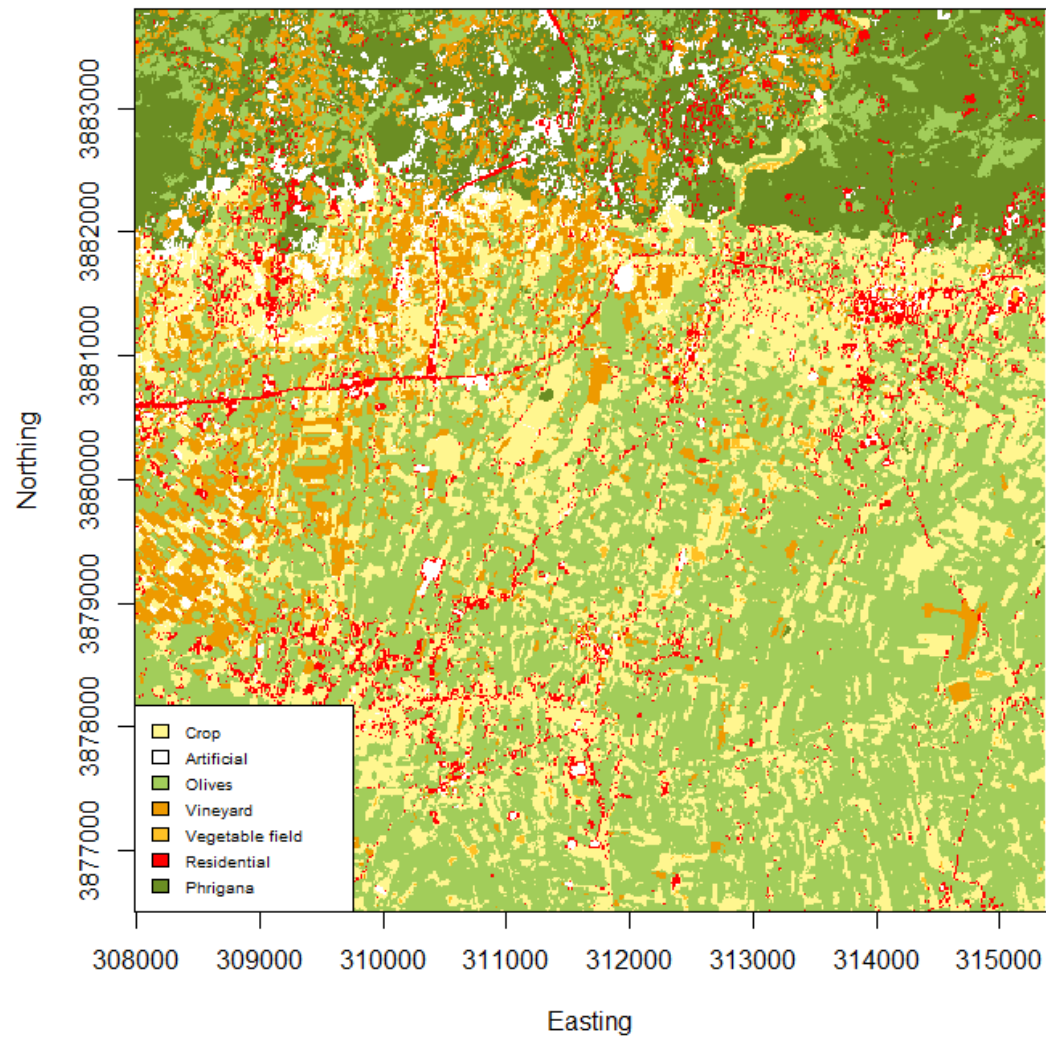 3883000
3882000
3881000
3880000
3879000
3878000
3877000
Northing
Crop
Artificial
Olives
Vineyard
Vegetable field
Residential
Phrigana
308000 309000 310000 311000 312000 313000 314000 315000
Easting